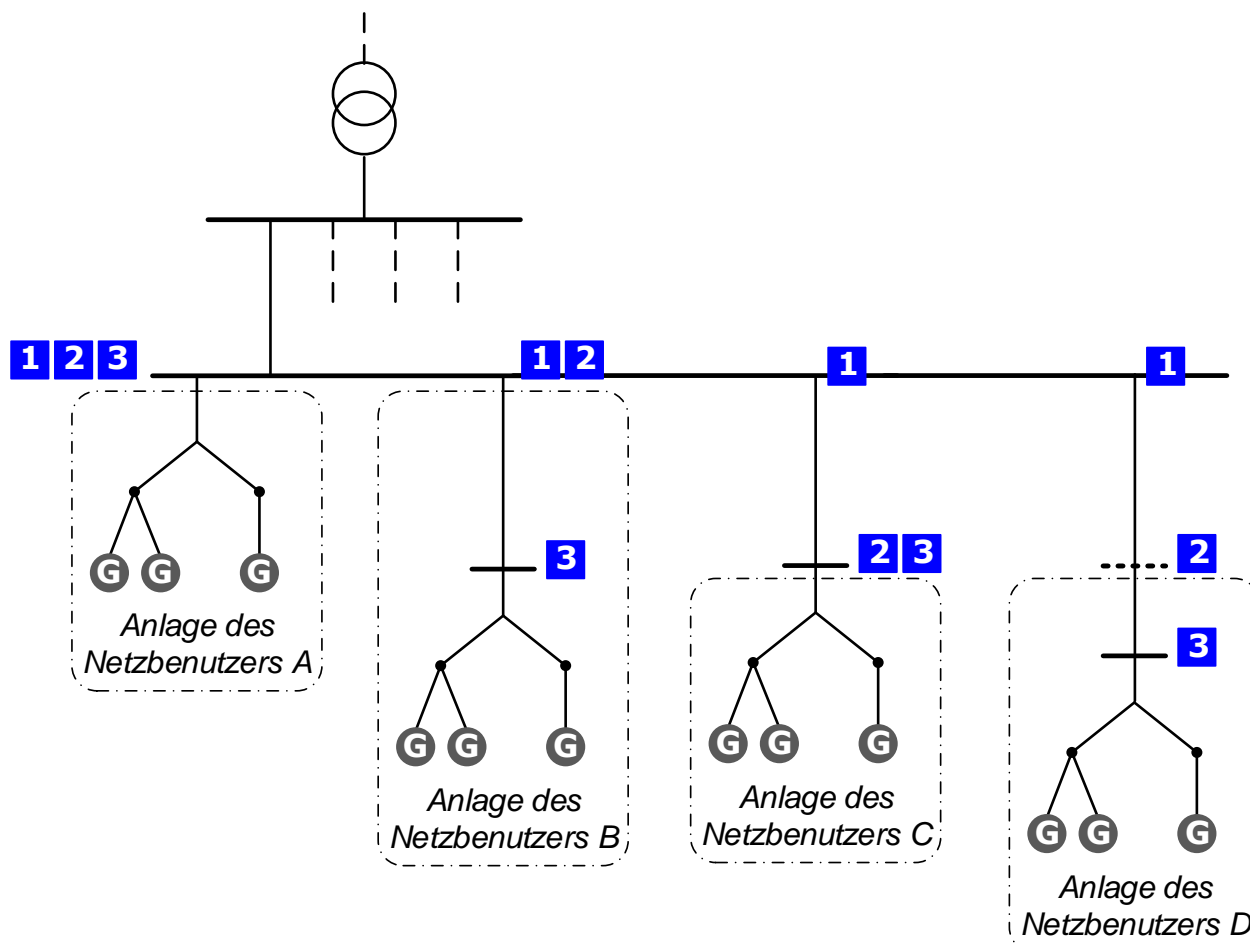 1 2 3
1 2
1
1
3
2 3
2
3
G G G
Anlage des
Netzbenutzers A
G G G
Anlage des
Netzbenutzers B
G G G
Anlage des
Netzbenutzers C
G G G
Anlage des
Netzbenutzers D